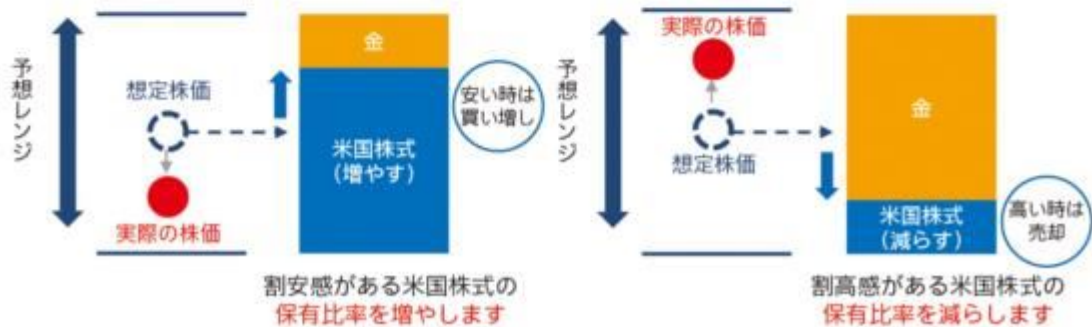 予想レンジ
想定株価
実際の株価
金
米国株式
(増やす)
安い時は
買い増し
割安感がある米国株式の
保有比率を増やします
予想レンジ
実際の株価
想定株価
金
米国株式
(減らす)
高い時は
売却
割高感がある米国株式の
保有比率を減らします